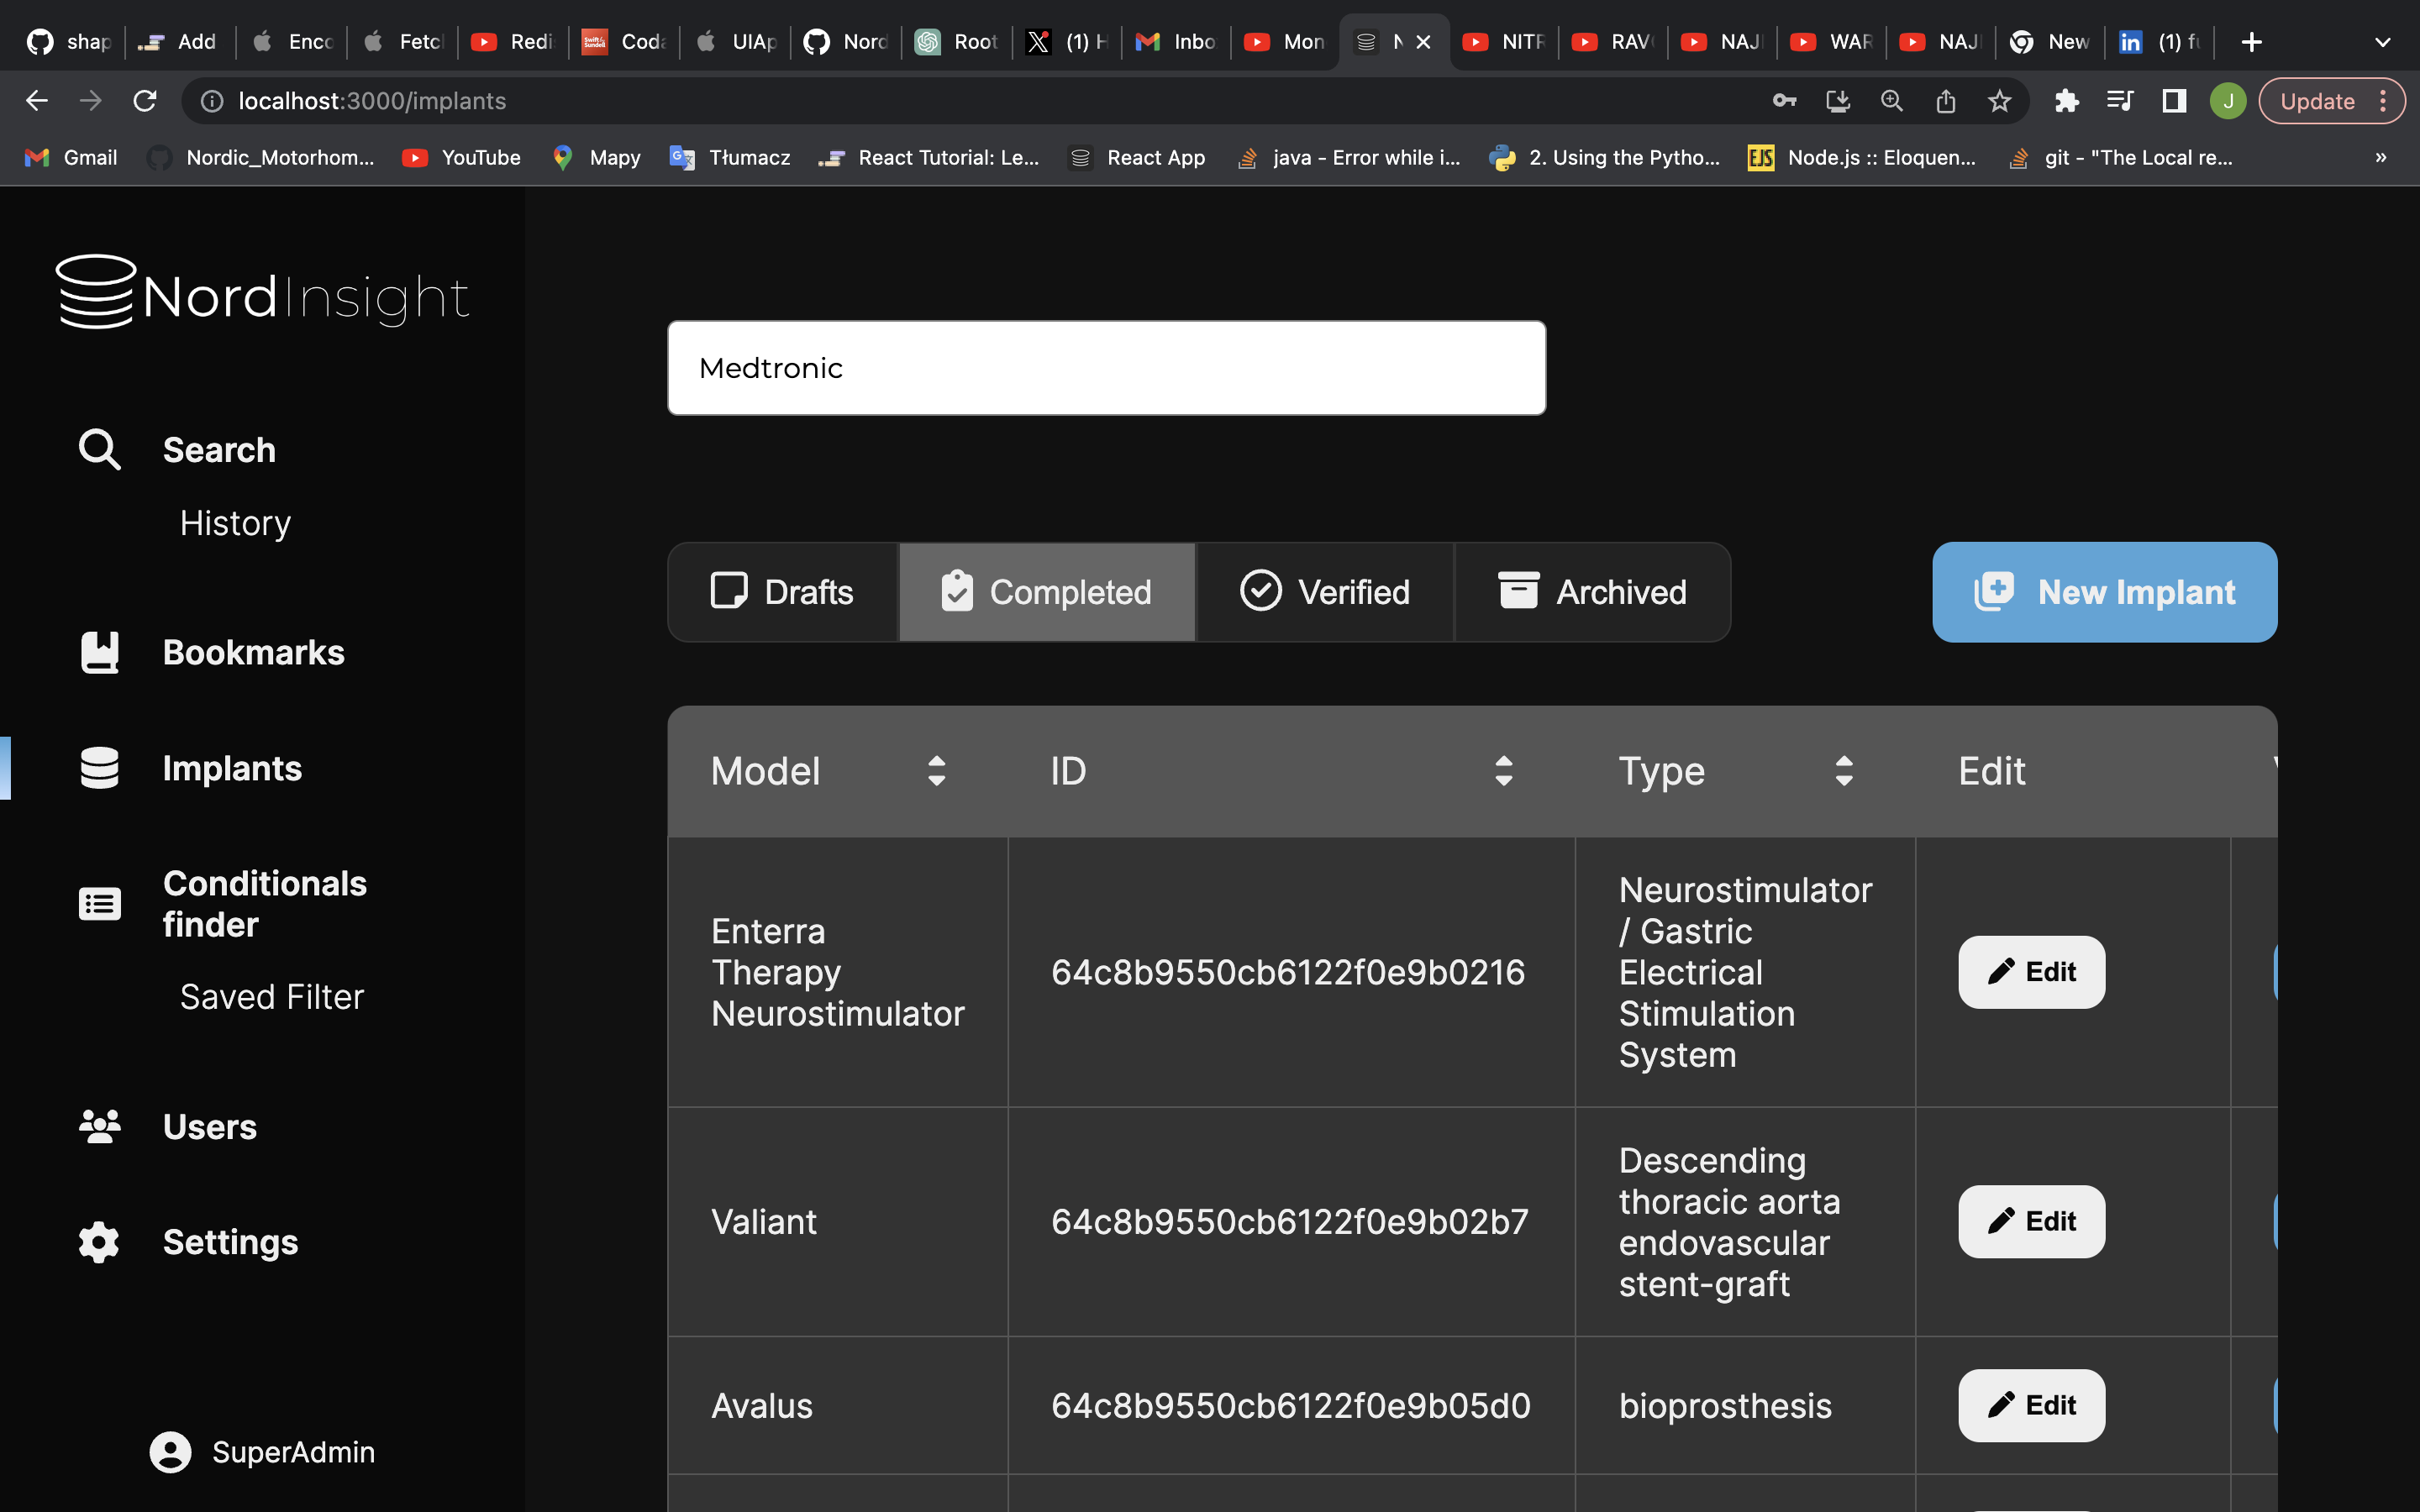 shap
Add
Enco
Fetcl
Redi
Coda
UIAp
Nord
Root
(1) H
Inbo
Mon
N
NITR
RAV
NAJ
WAR
NAJ
New
(1) fu
localhost:3000/implants
J
Update
Gmail
Nordic_Motorhom...
YouTube
Mapy
Tłumacz
React Tutorial: Le...
React App
java - Error while i...
2. Using the Pytho...
EJS
Node.js :: Eloquen...
git - "The Local re...
»
NordInsight
Search
History
Bookmarks
Implants
Conditionals
finder
Saved Filter
Users
Settings
SuperAdmin
Medtronic
Drafts
Completed
Verified
Archived
New Implant
Model
ID
Type
Edit
Enterra
Therapy
Neurostimulator
64c8b9550cb6122f0e9b0216
Neurostimulator
/ Gastric
Electrical
Stimulation
System
Edit
Valiant
64c8b9550cb6122f0e9b02b7
Descending
thoracic aorta
endovascular
stent-graft
Edit
Avalus
64c8b9550cb6122f0e9b05d0
bioprosthesis
Edit